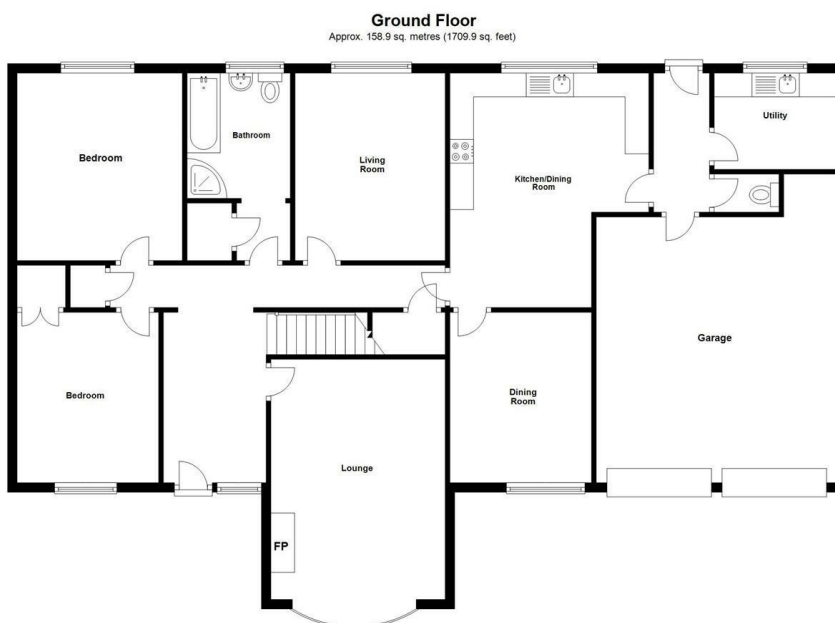 Ground Floor
Approx. 158.9 sq. metres (1709.9 sq. feet)
Bedroom
Bathroom
Living
Room
Kitchen/Dining
Room
Utility
Bedroom
Lounge
FP
Dining
Room
Garage